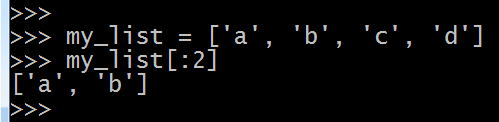 >>>
>>> my_list = ['a', 'b', 'c', 'd']
>>> my_list[:2]
['a', 'b']
>>>